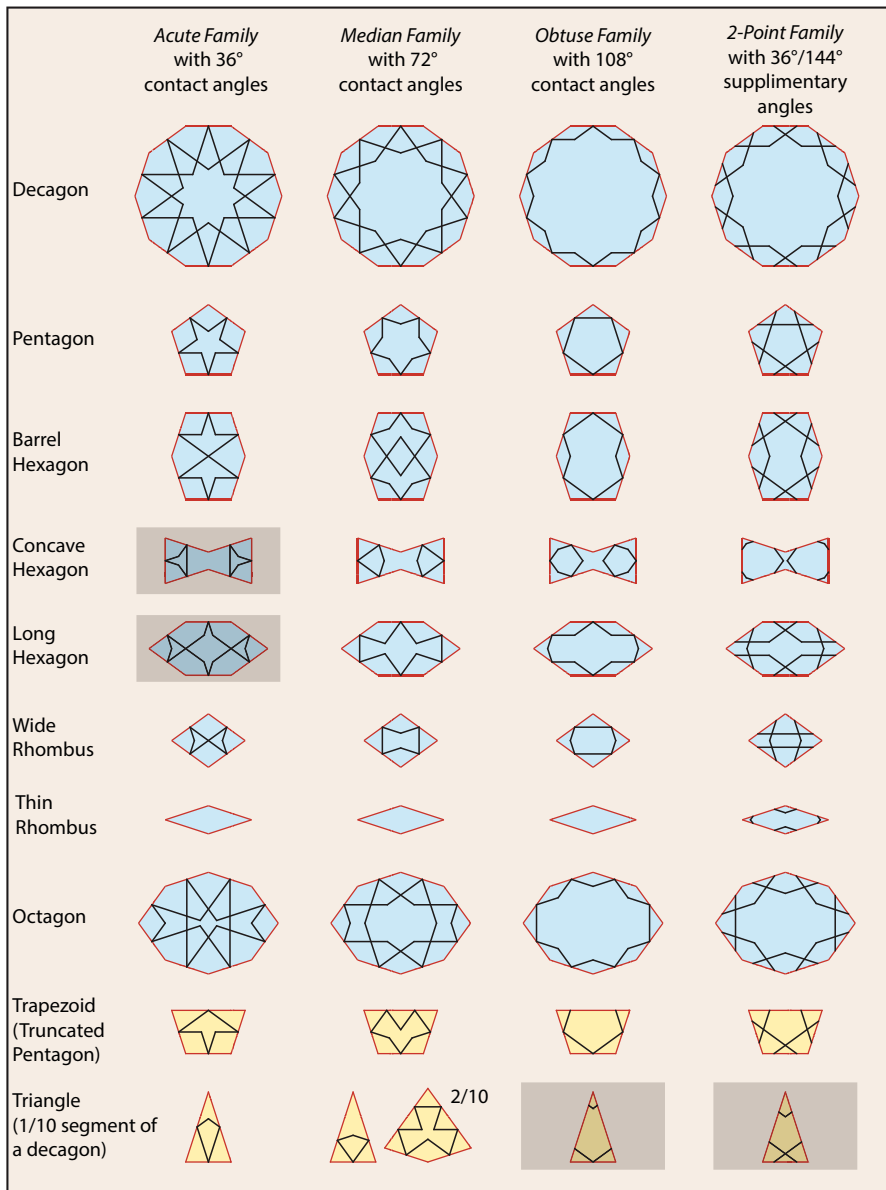 Acute Family
with 36°
contact angles
Median Family
with 72°
contact angles
Obtuse Family
with 108°
contact angles
2-Point Family
with 36°/144°
supplimentary
angles
Decagon
Pentagon
Barrel
Hexagon
Concave
Hexagon
Long
Hexagon
Wide
Rhombus
Thin
Rhombus
Octagon
Trapezoid
(Truncated
Pentagon)
Triangle
(1/10 segment of
a decagon)
2/10